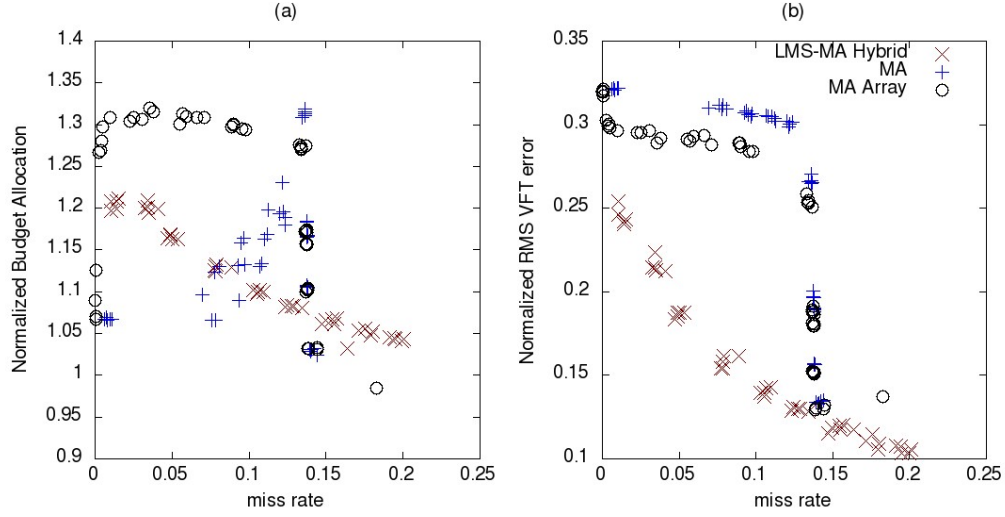 (a)
1.4
1.35
1.3
1.25
1.2
1.15
1.1
1.05
1
0.95
0.9
Normalized Budget Allocation
0 0.05 0.1 0.15 0.2 0.25
miss rate
(b)
LMS-MA Hybrid
MA
MA Array
0.35
0.3
0.25
0.2
0.15
0.1
Normalized RMS VFT error
0 0.05 0.1 0.15 0.2 0.25
miss rate